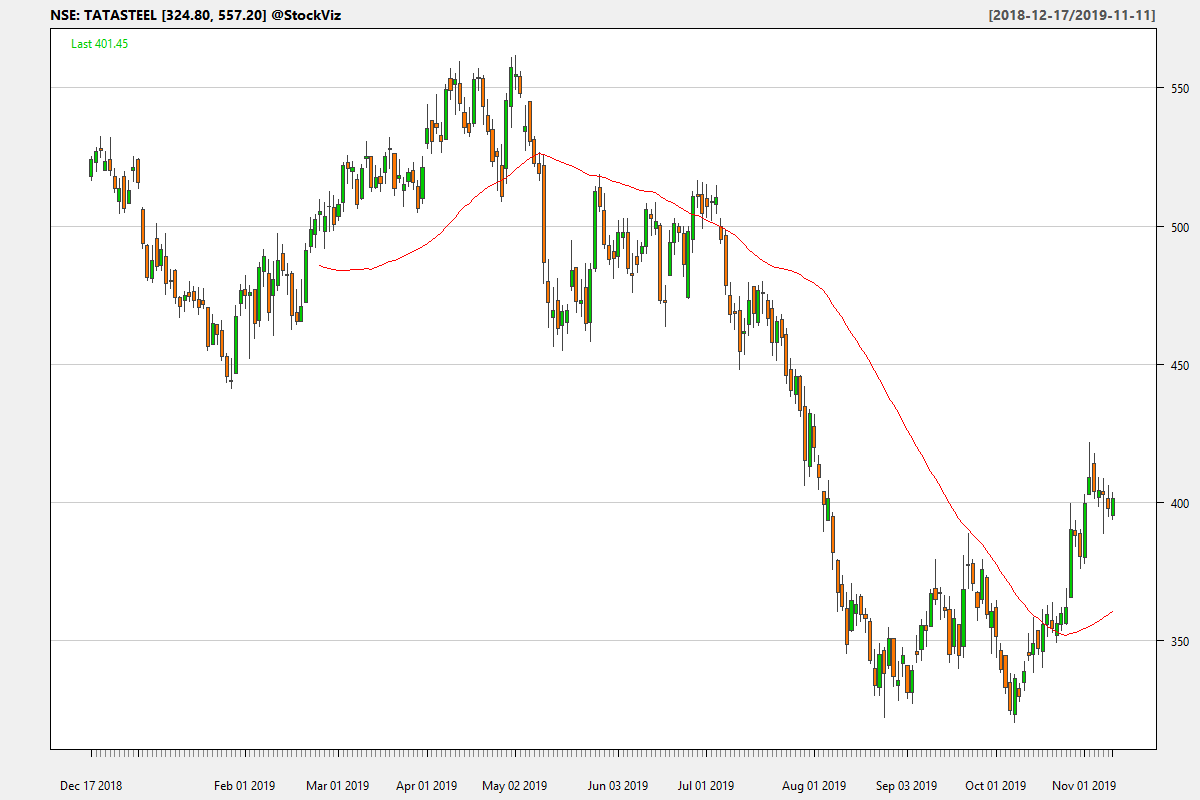 NSE: TATASTEEL [324.80, 557.20] @StockViz
[2018-12-17/2019-11-11]
Last 401.45
550
500
450
400
350
Dec 17 2018
Feb 01 2019
Mar 01 2019
Apr 01 2019
May 02 2019
Jun 03 2019
Jul 01 2019
Aug 01 2019
Sep 03 2019
Oct 01 2019
Nov 01 2019